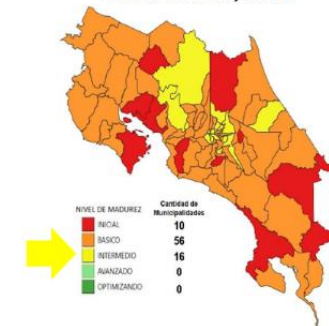 NIVEL DE MADUREZ Cantidad de Municipalidades
INICIAL 10
BASICO 56
INTERMEDIO 16
AVANZADO 0
OPTIMIZANDO 0